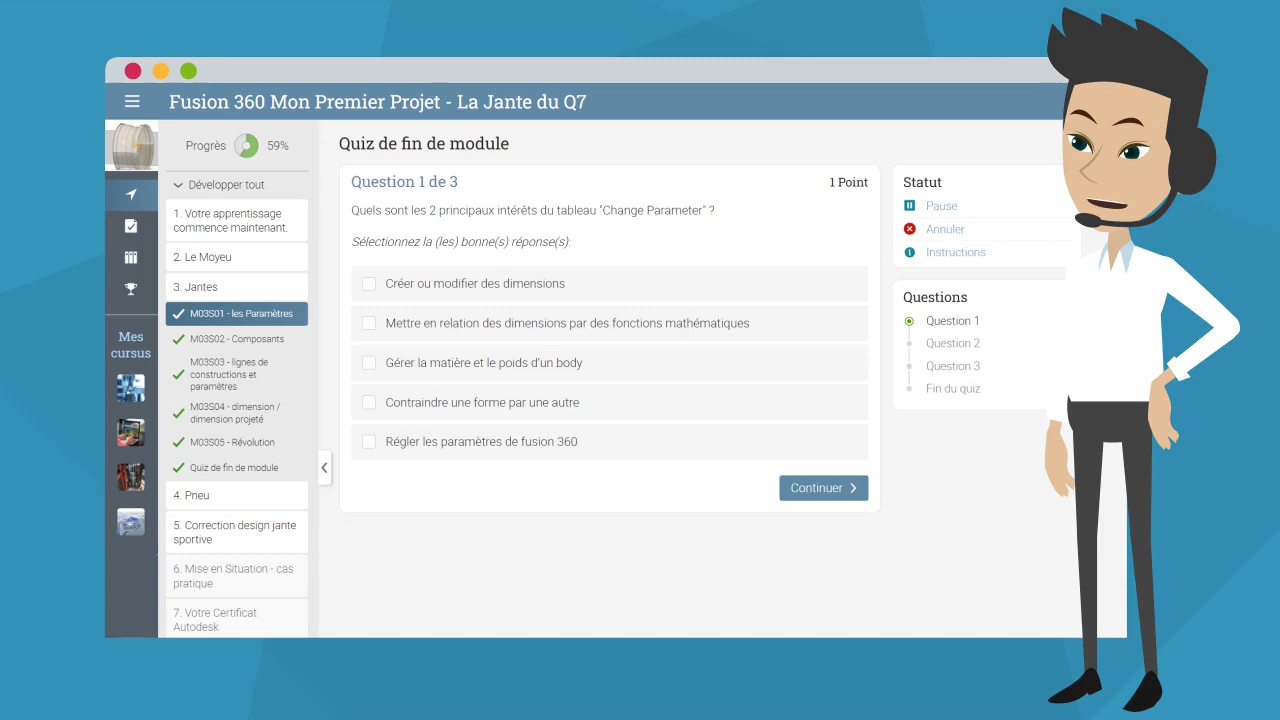 Fusion 360 Mon Premier Projet - La Jante du Q7
Progrès 59%
Développer tout
1. Votre apprentissage
commence maintenant.
2. Le Moyeu
3. Jantes
M03S01 - les Paramètres
M03S02 - Composants
M03S03 - lignes de
constructions et
paramètres
M03S04 - dimension /
dimension projeté
M03S05 - Révolution
Quiz de fin de module
4. Pneu
5. Correction design jante
sportive
6. Mise en Situation - cas
pratique
7. Votre Certificat
Autodesk
Mes
cursus
Quiz de fin de module
Question 1 de 3
1 Point
Quels sont les 2 principaux intérêts du tableau "Change Parameter" ?
Sélectionnez la (les) bonne(s) réponse(s):
Créer ou modifier des dimensions
Mettre en relation des dimensions par des fonctions mathématiques
Gérer la matière et le poids d'un body
Contraindre une forme par une autre
Régler les paramètres de fusion 360
Continuer
Statut
Pause
Annuler
Instructions
Questions
Question 1
Question 2
Question 3
Fin du quiz